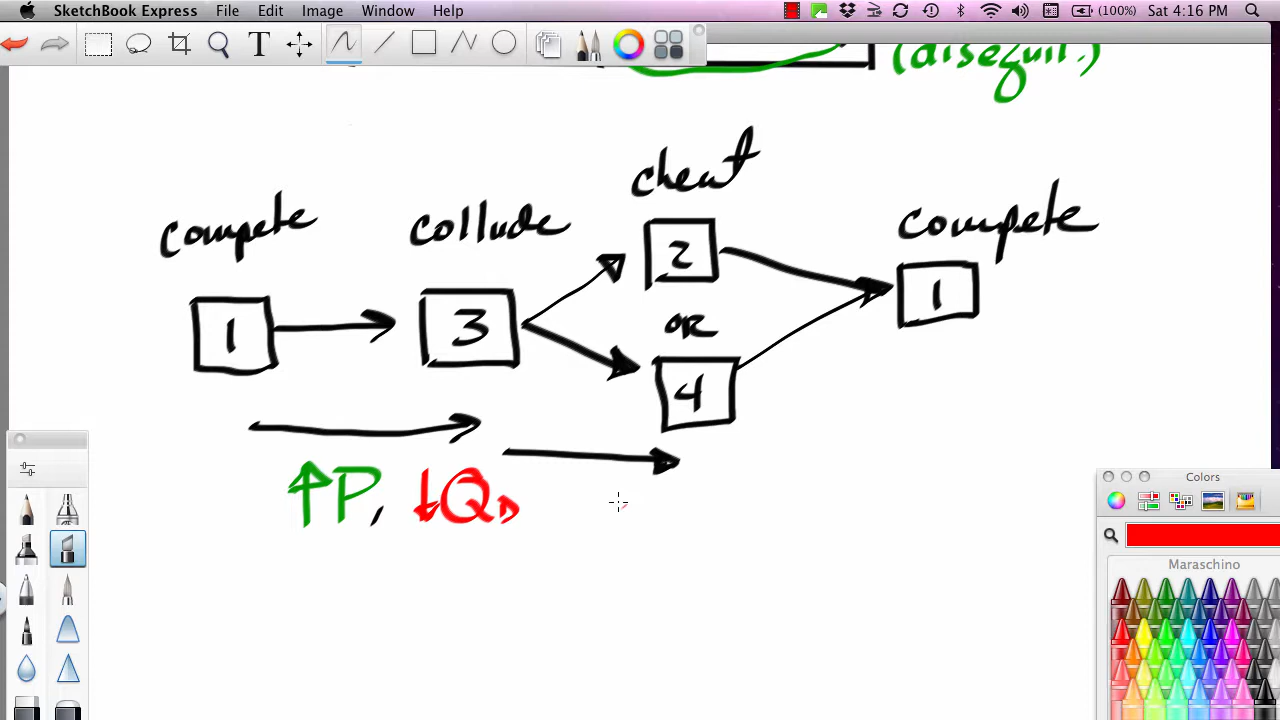 SketchBook Express File Edit Image Window Help (100%) Sat 4:16 PM
T
(disequil.)
cheat
compete collude compete
2
1 3 OR 1
4
↑P, ↓QD
Colors
Maraschino